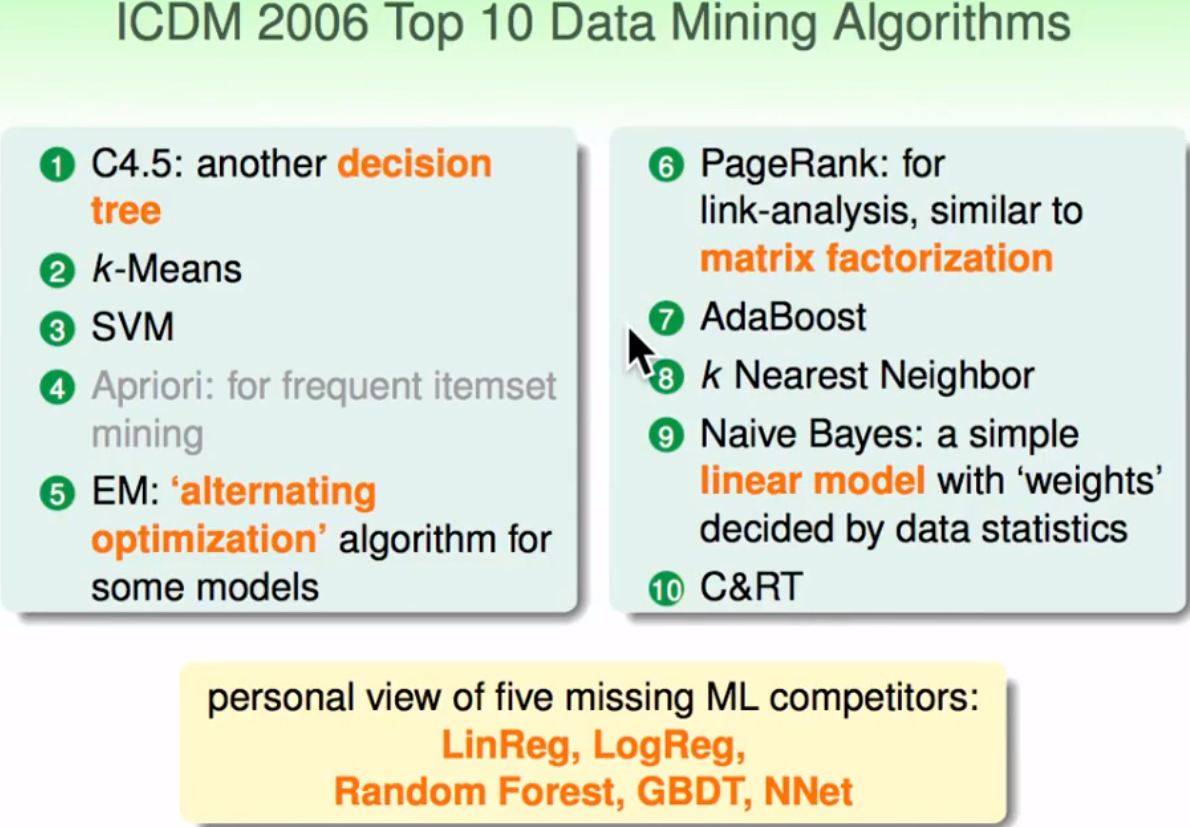 ICDM 2006 Top 10 Data Mining Algorithms
1 C4.5: another decision
tree
2 k-Means
3 SVM
4 Apriori: for frequent itemset
mining
5 EM: ‘alternating
optimization’ algorithm for
some models
6 PageRank: for
link-analysis, similar to
matrix factorization
7 AdaBoost
8 k Nearest Neighbor
9 Naive Bayes: a simple
linear model with ‘weights’
decided by data statistics
10 C&RT
personal view of five missing ML competitors:
LinReg, LogReg,
Random Forest, GBDT, NNet